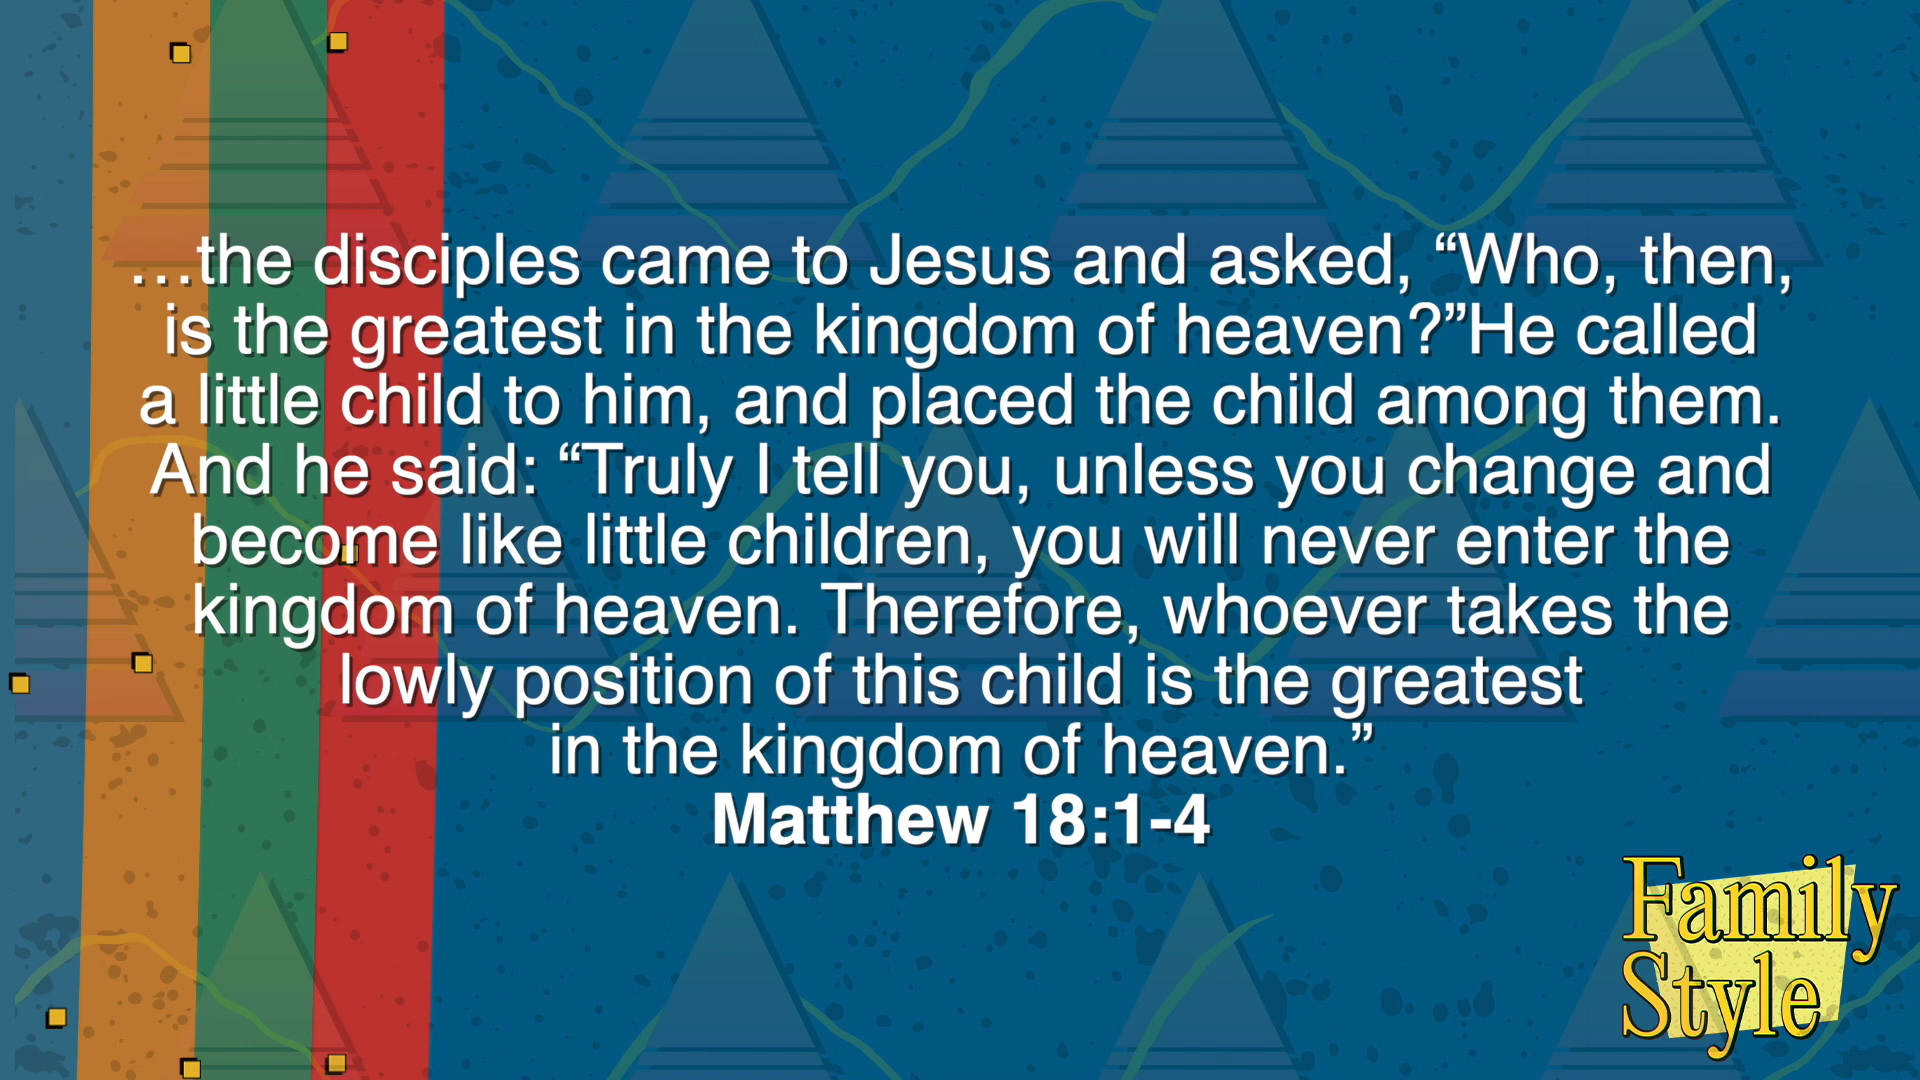 …the disciples came to Jesus and asked, “Who, then,
is the greatest in the kingdom of heaven?”He called
a little child to him, and placed the child among them.
And he said: “Truly I tell you, unless you change and
become like little children, you will never enter the
kingdom of heaven. Therefore, whoever takes the
lowly position of this child is the greatest
in the kingdom of heaven.”
Matthew 18:1-4
Family
Style